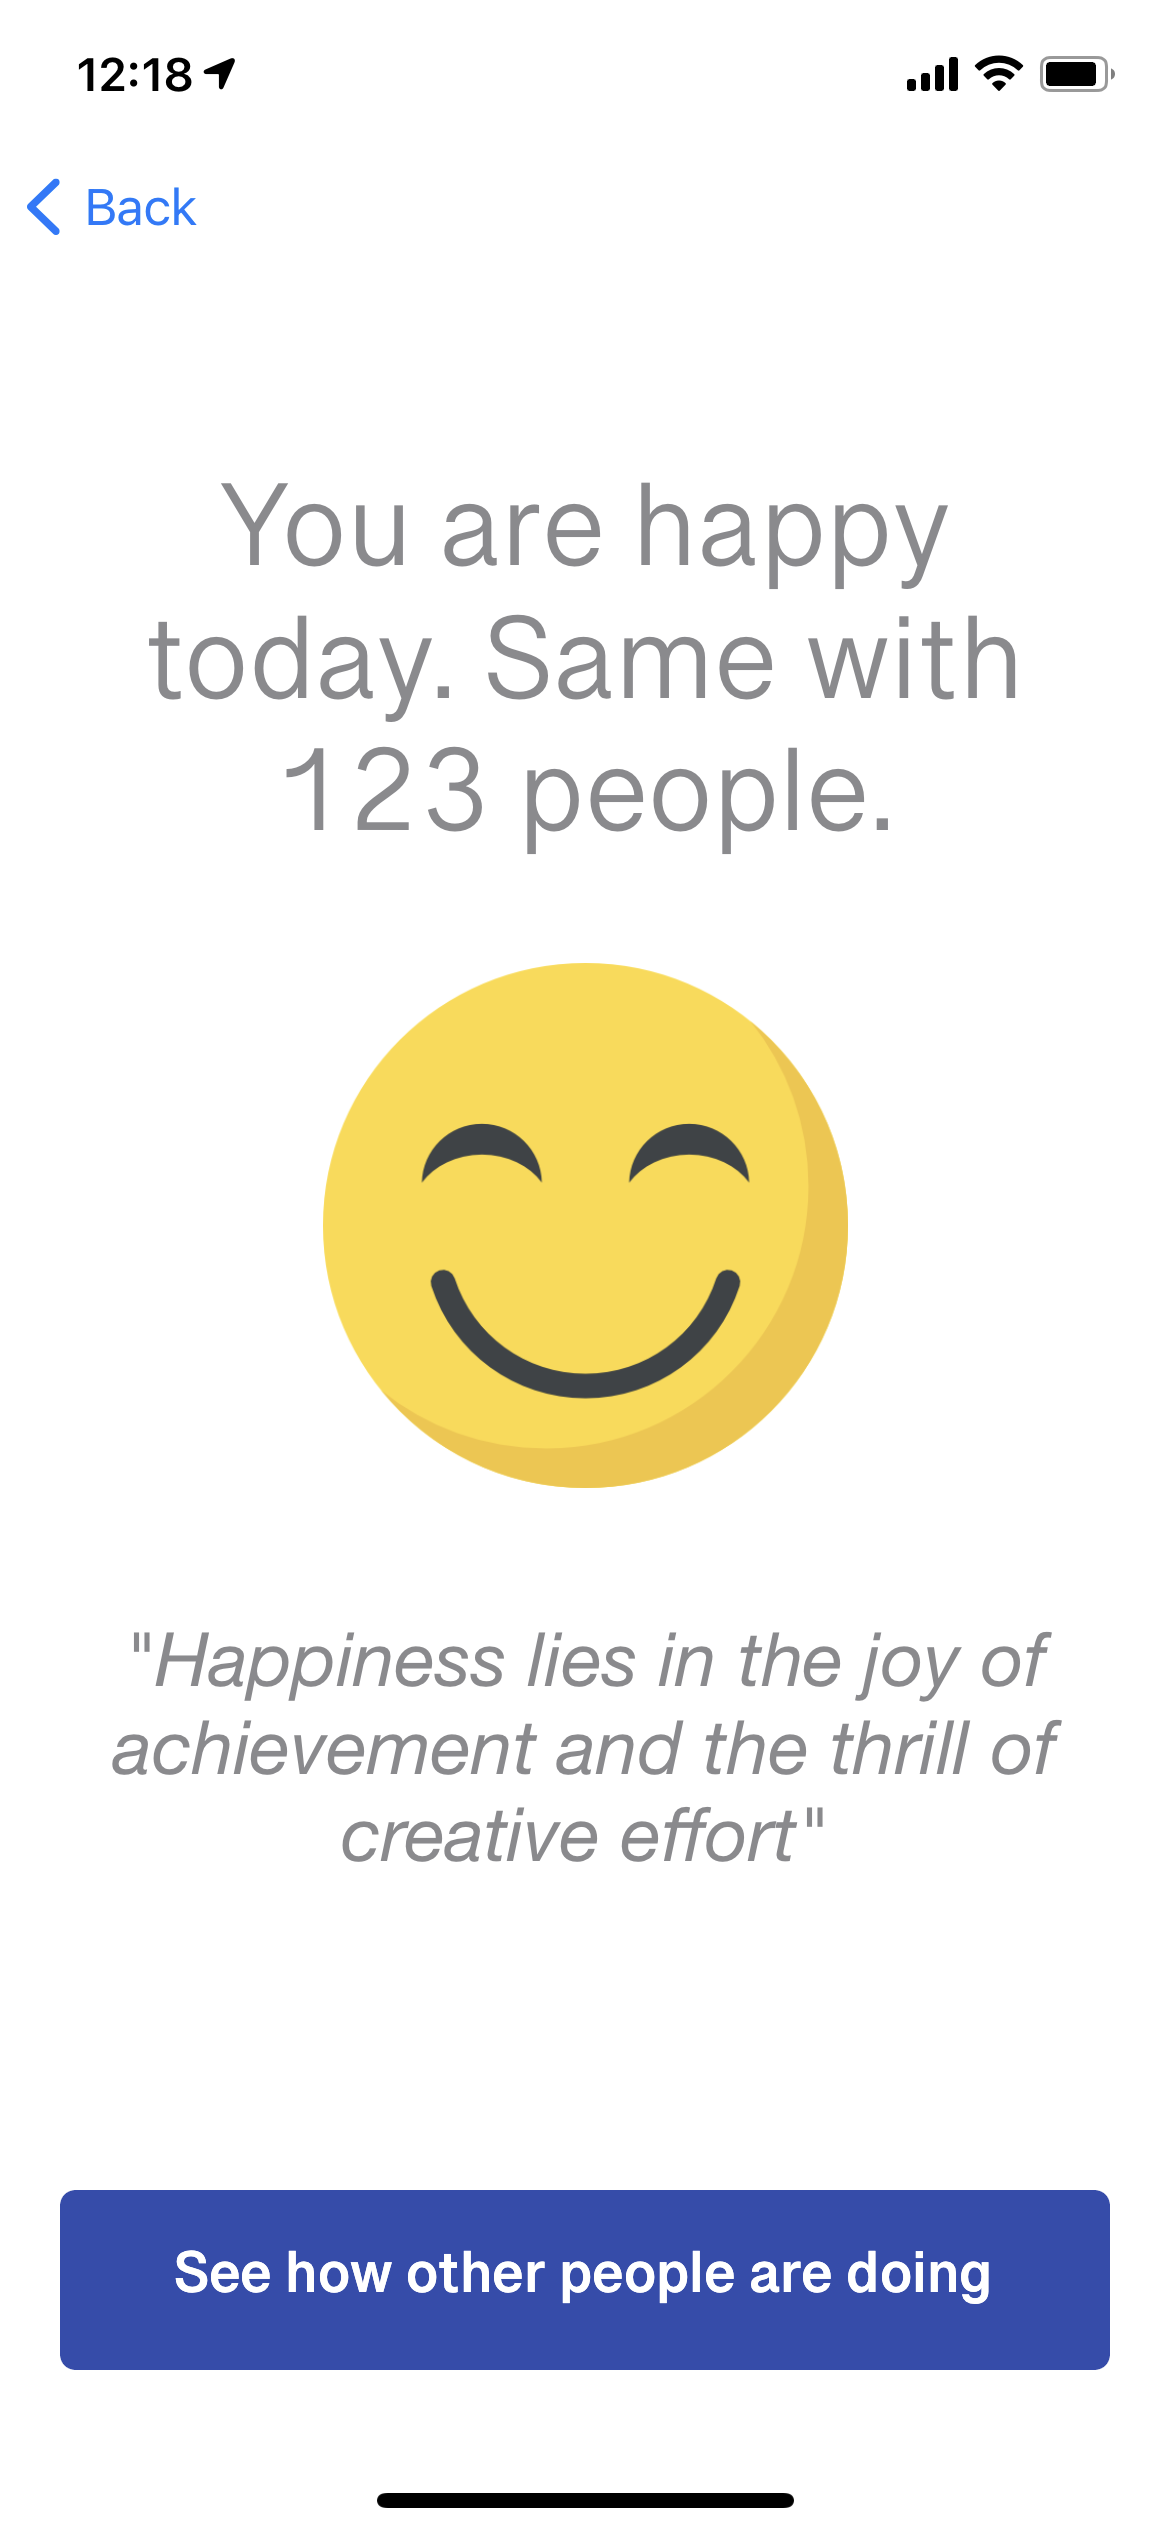 12:18
Back
You are happy
today. Same with
123 people.
"Happiness lies in the joy of
achievement and the thrill of
creative effort"
See how other people are doing